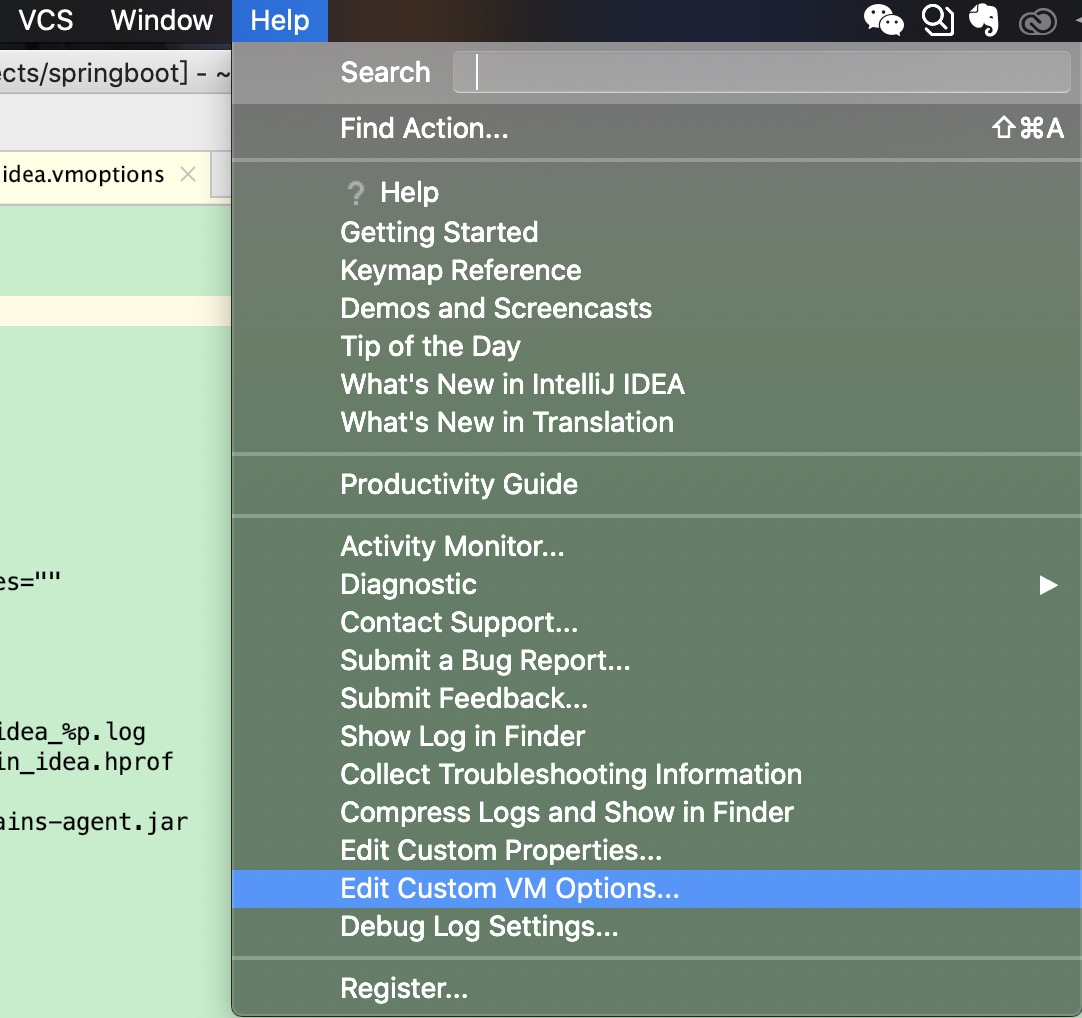 VCS Window Help
ects/springboot] - ~
Search
Find Action... ⇧⌘A
idea.vmoptions ×
? Help
Getting Started
Keymap Reference
Demos and Screencasts
Tip of the Day
What's New in IntelliJ IDEA
What's New in Translation
Productivity Guide
Activity Monitor...
Diagnostic
es=""
Contact Support...
Submit a Bug Report...
Submit Feedback...
Show Log in Finder
idea_%p.log
in_idea.hprof
Collect Troubleshooting Information
Compress Logs and Show in Finder
ains-agent.jar
Edit Custom Properties...
Edit Custom VM Options...
Debug Log Settings...
Register...